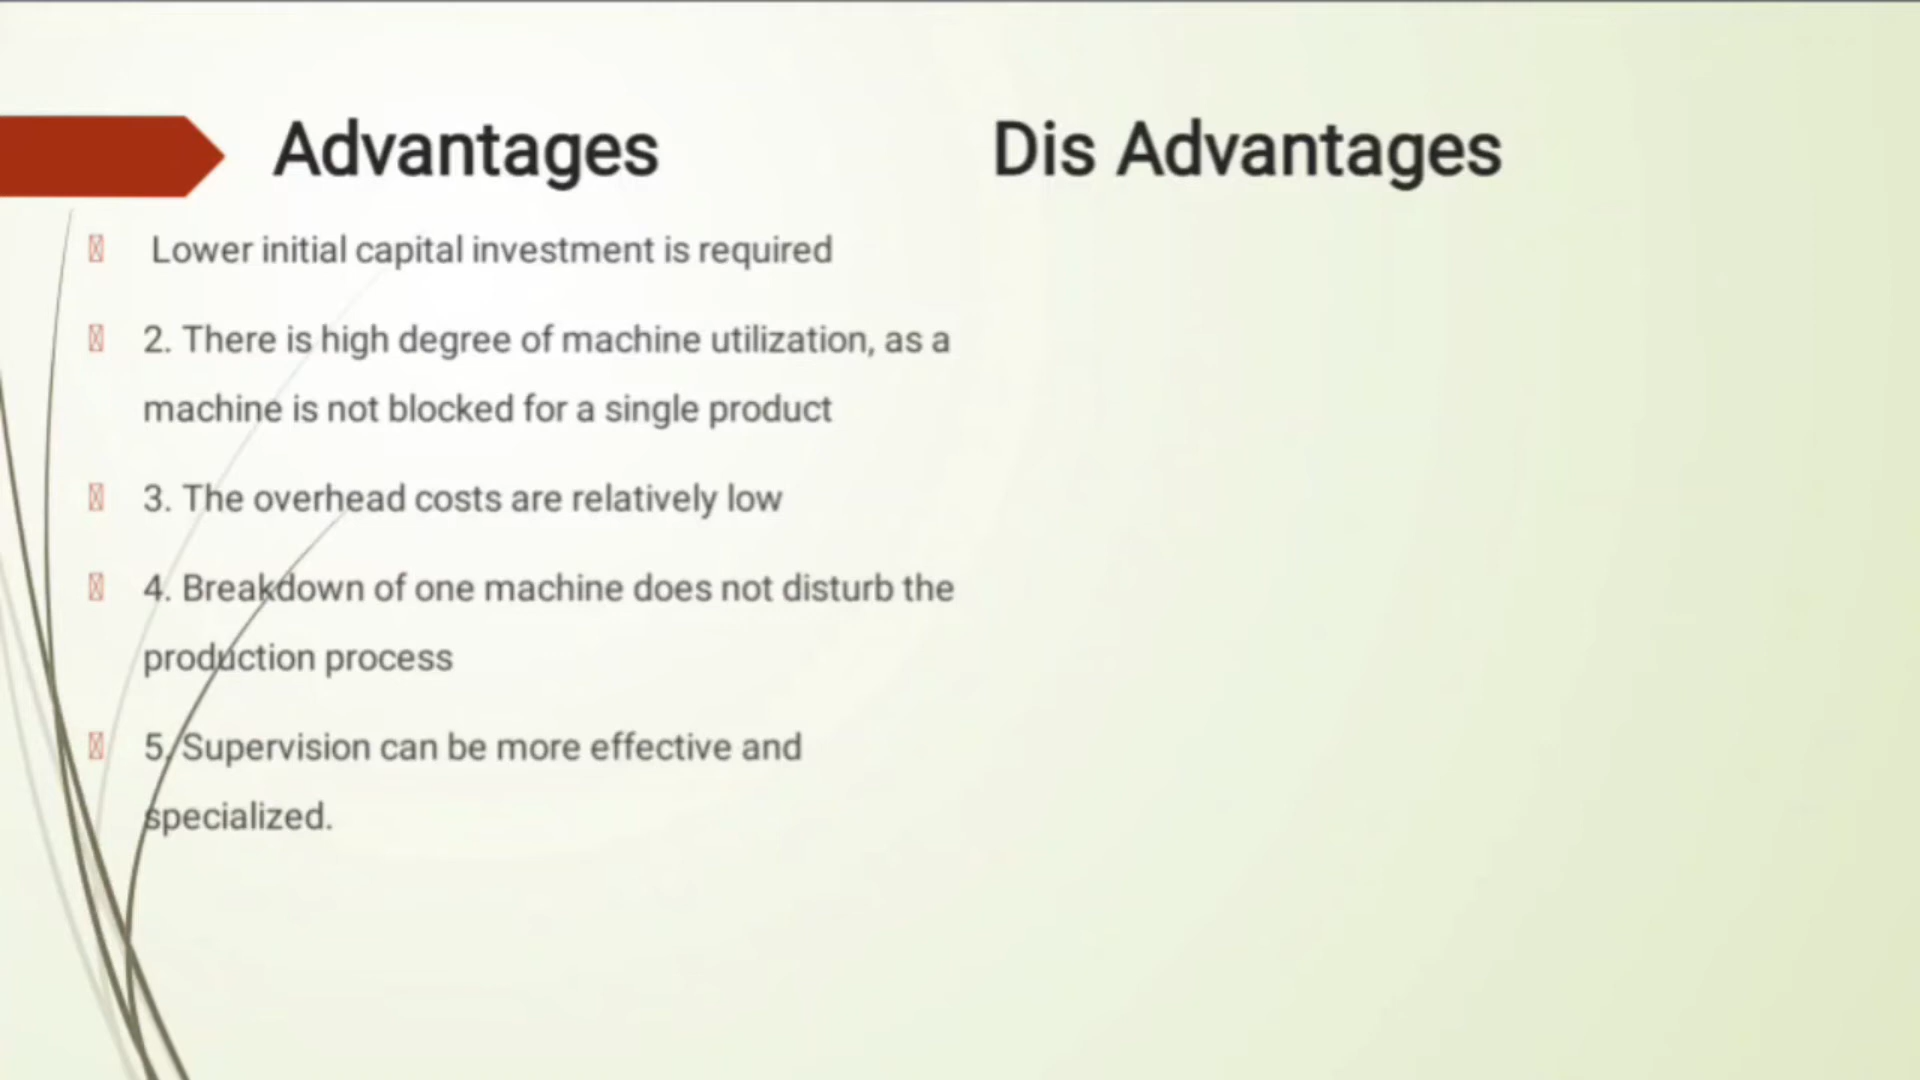 Advantages
Dis Advantages
Lower initial capital investment is required
2. There is high degree of machine utilization, as a
machine is not blocked for a single product
3. The overhead costs are relatively low
4. Breakdown of one machine does not disturb the
production process
5. Supervision can be more effective and
specialized.